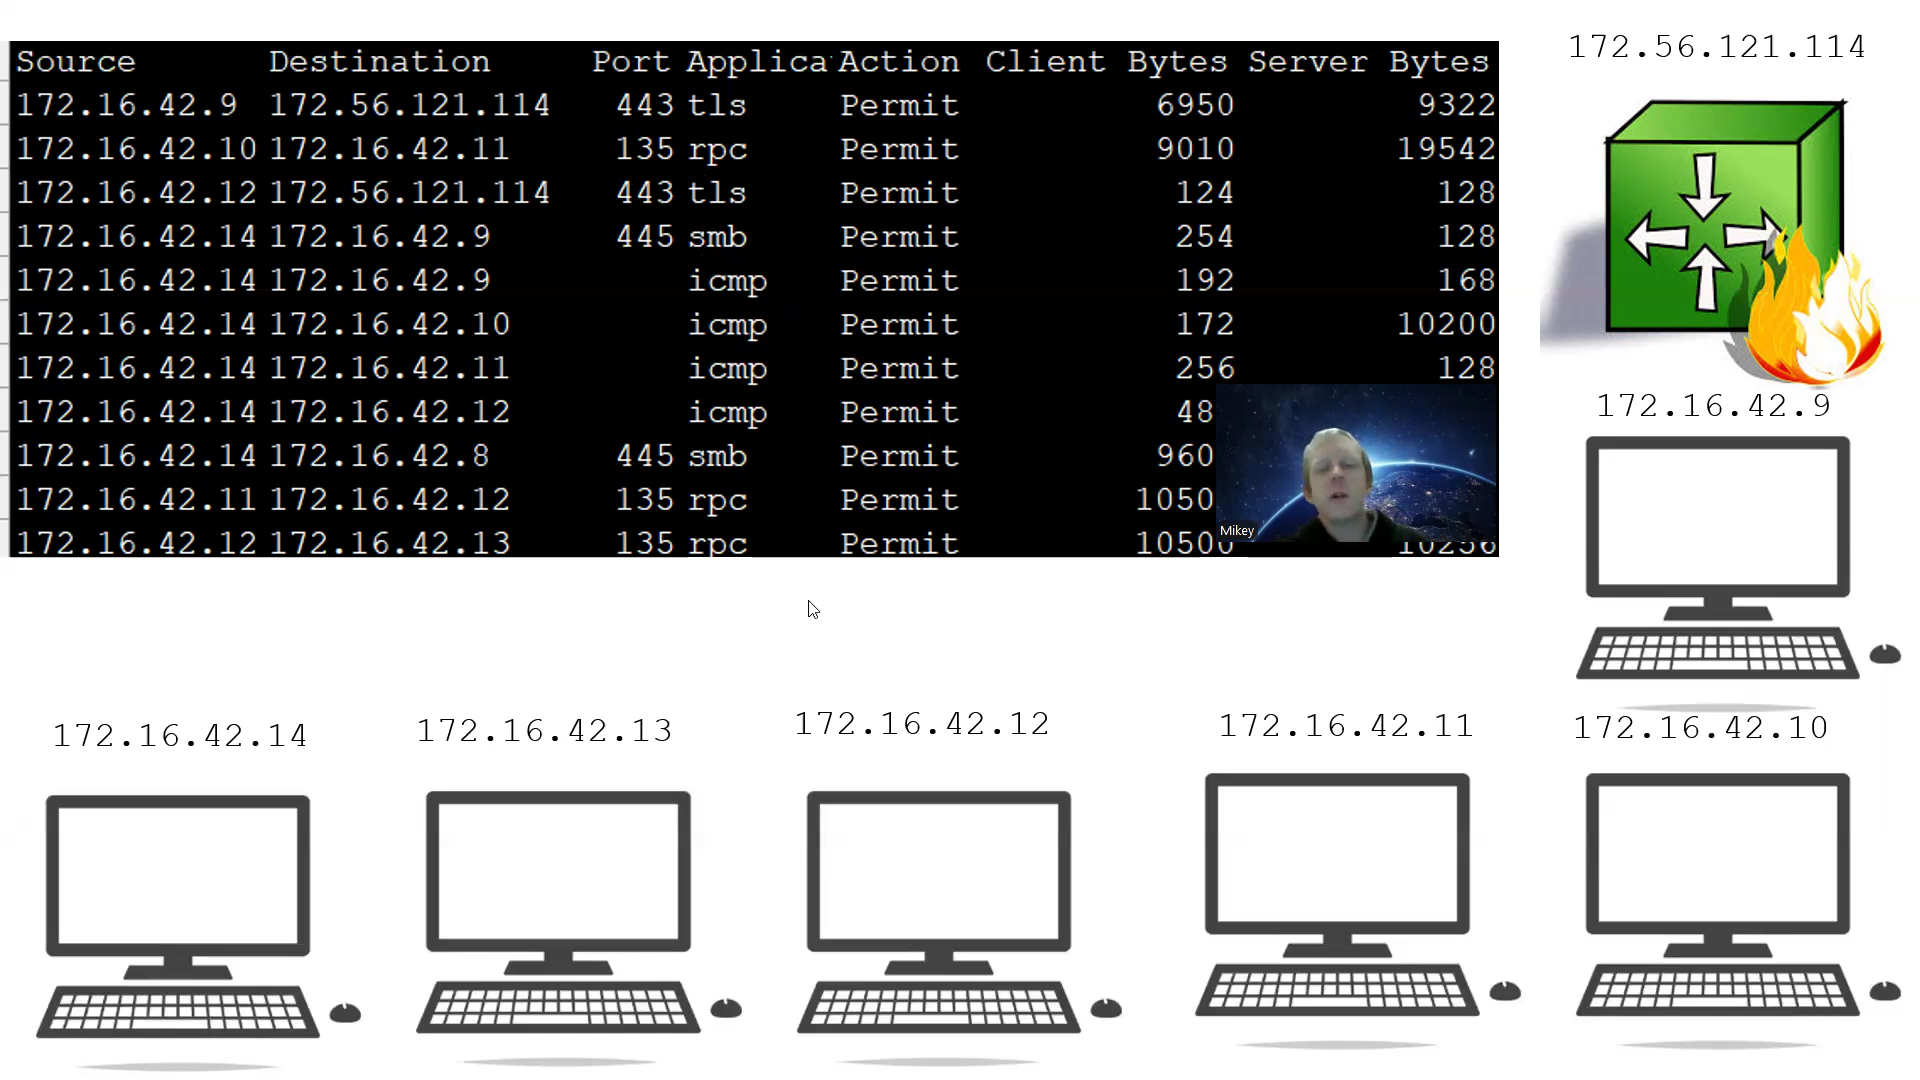 Source Destination Port Applica Action Client Bytes Server Bytes
172.16.42.9 172.56.121.114 443 tls Permit 6950 9322
172.16.42.10 172.16.42.11 135 rpc Permit 9010 19542
172.16.42.12 172.56.121.114 443 tls Permit 124 128
172.16.42.14 172.16.42.9 445 smb Permit 254 128
172.16.42.14 172.16.42.9 icmp Permit 192 168
172.16.42.14 172.16.42.10 icmp Permit 172 10200
172.16.42.14 172.16.42.11 icmp Permit 256 128
172.16.42.14 172.16.42.12 icmp Permit 48
172.16.42.14 172.16.42.8 445 smb Permit 960
172.16.42.11 172.16.42.12 135 rpc Permit 1050
172.16.42.12 172.16.42.13 135 rpc Permit 10500 10256
Mikey
172.56.121.114
172.16.42.9
172.16.42.14
172.16.42.13
172.16.42.12
172.16.42.11
172.16.42.10